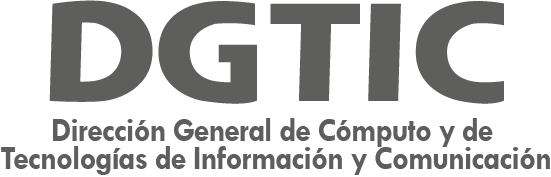 DGTIC
Dirección General de Cómputo y de
Tecnologías de Información y Comunicación